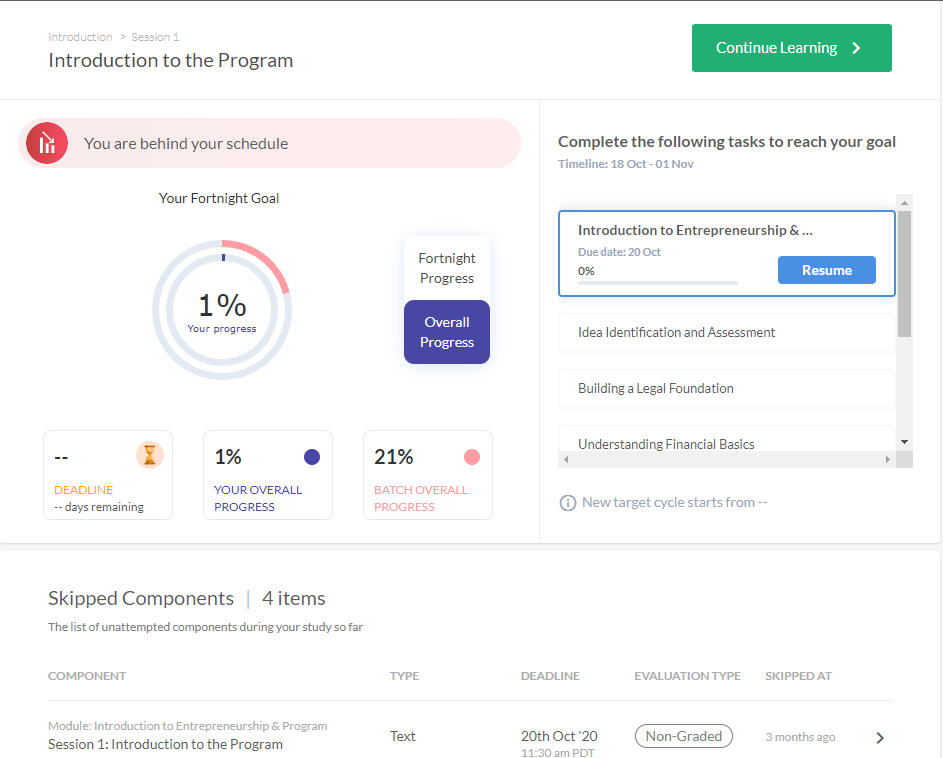 Introduction > Session 1
Introduction to the Program
Continue Learning
You are behind your schedule
Your Fortnight Goal
1%
Your progress
Fortnight
Progress
Overall
Progress
--
DEADLINE
-- days remaining
1%
YOUR OVERALL
PROGRESS
21%
BATCH OVERALL
PROGRESS
Complete the following tasks to reach your goal
Timeline: 18 Oct - 01 Nov
Introduction to Entrepreneurship & ...
Due date: 20 Oct
0%
Resume
Idea Identification and Assessment
Building a Legal Foundation
Understanding Financial Basics
New target cycle starts from --
Skipped Components | 4 items
The list of unattempted components during your study so far
COMPONENT TYPE DEADLINE EVALUATION TYPE SKIPPED AT
Module: Introduction to Entrepreneurship & Program
Session 1: Introduction to the Program Text 20th Oct '20 Non-Graded 3 months ago
11:30 am PDT